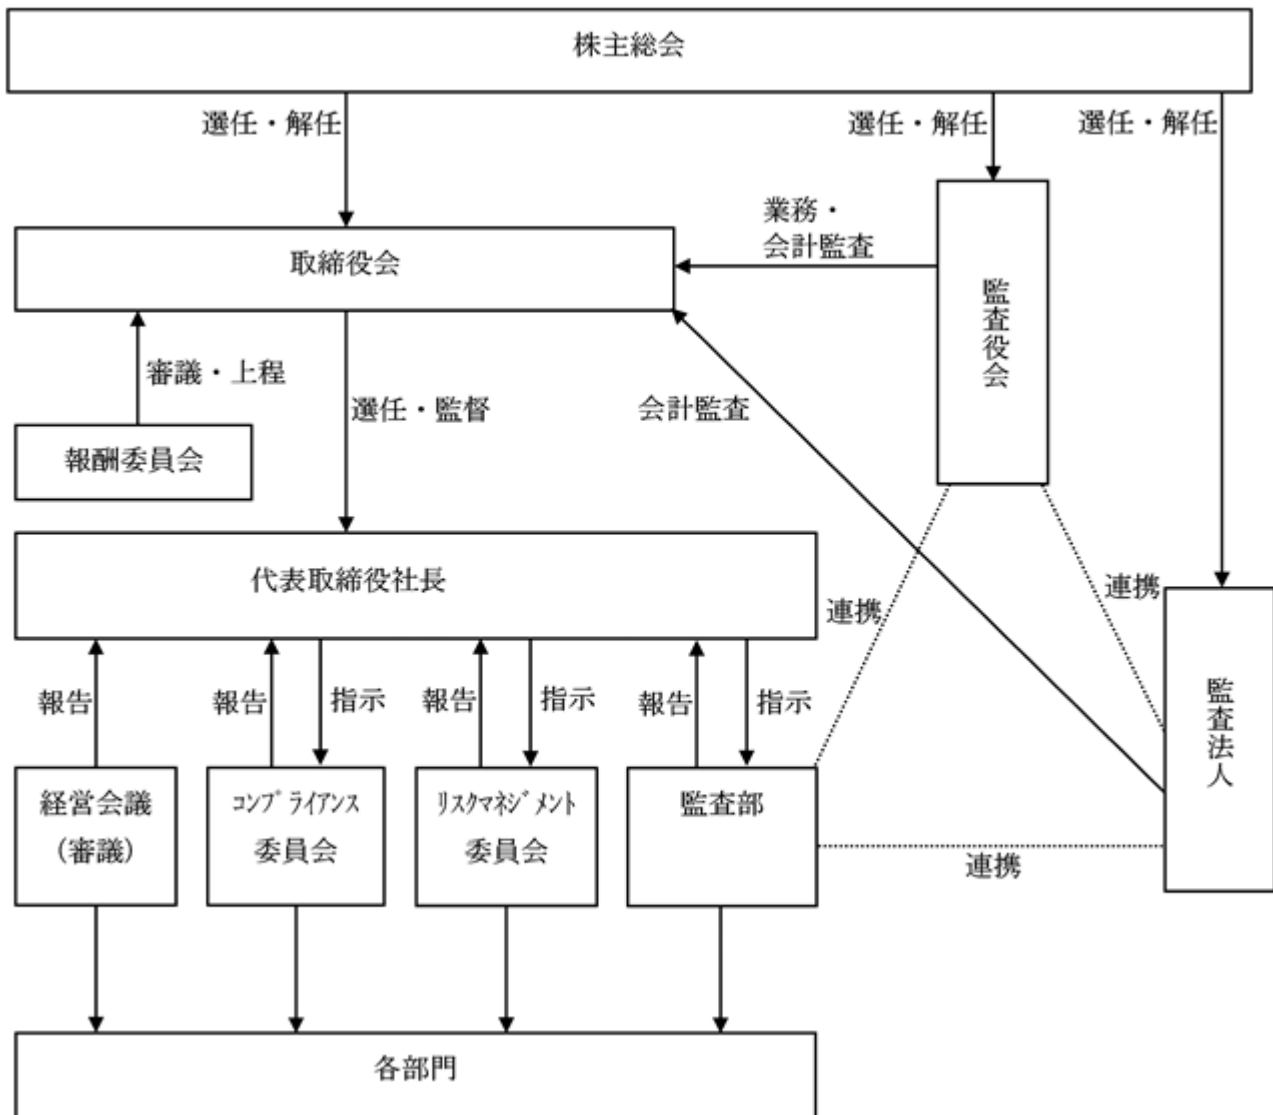 株主総会
選任・解任
選任・解任
選任・解任
業務・
会計監査
取締役会
監査役会
審議・上程
選任・監督
会計監査
報酬委員会
代表取締役社長
連携
連携
報告
報告
指示
報告
指示
報告
指示
監査法人
経営会議
(審議)
ｺﾝﾌﾟﾗｲｱﾝｽ
委員会
ﾘｽｸﾏﾈｼﾞﾒﾝﾄ
委員会
監査部
連携
各部門